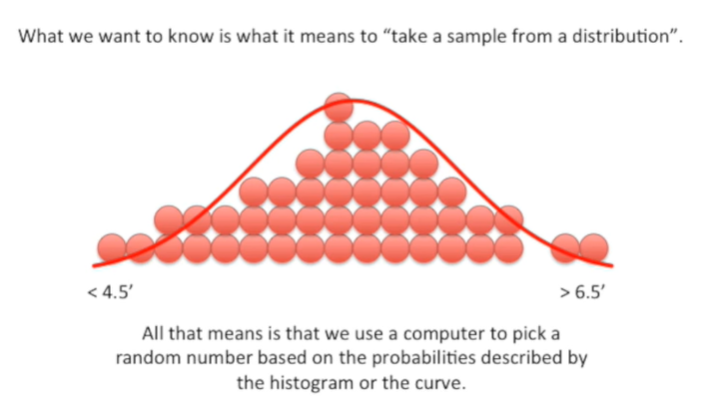 What we want to know is what it means to “take a sample from a distribution”.
< 4.5′
> 6.5′
All that means is that we use a computer to pick a
random number based on the probabilities described by
the histogram or the curve.